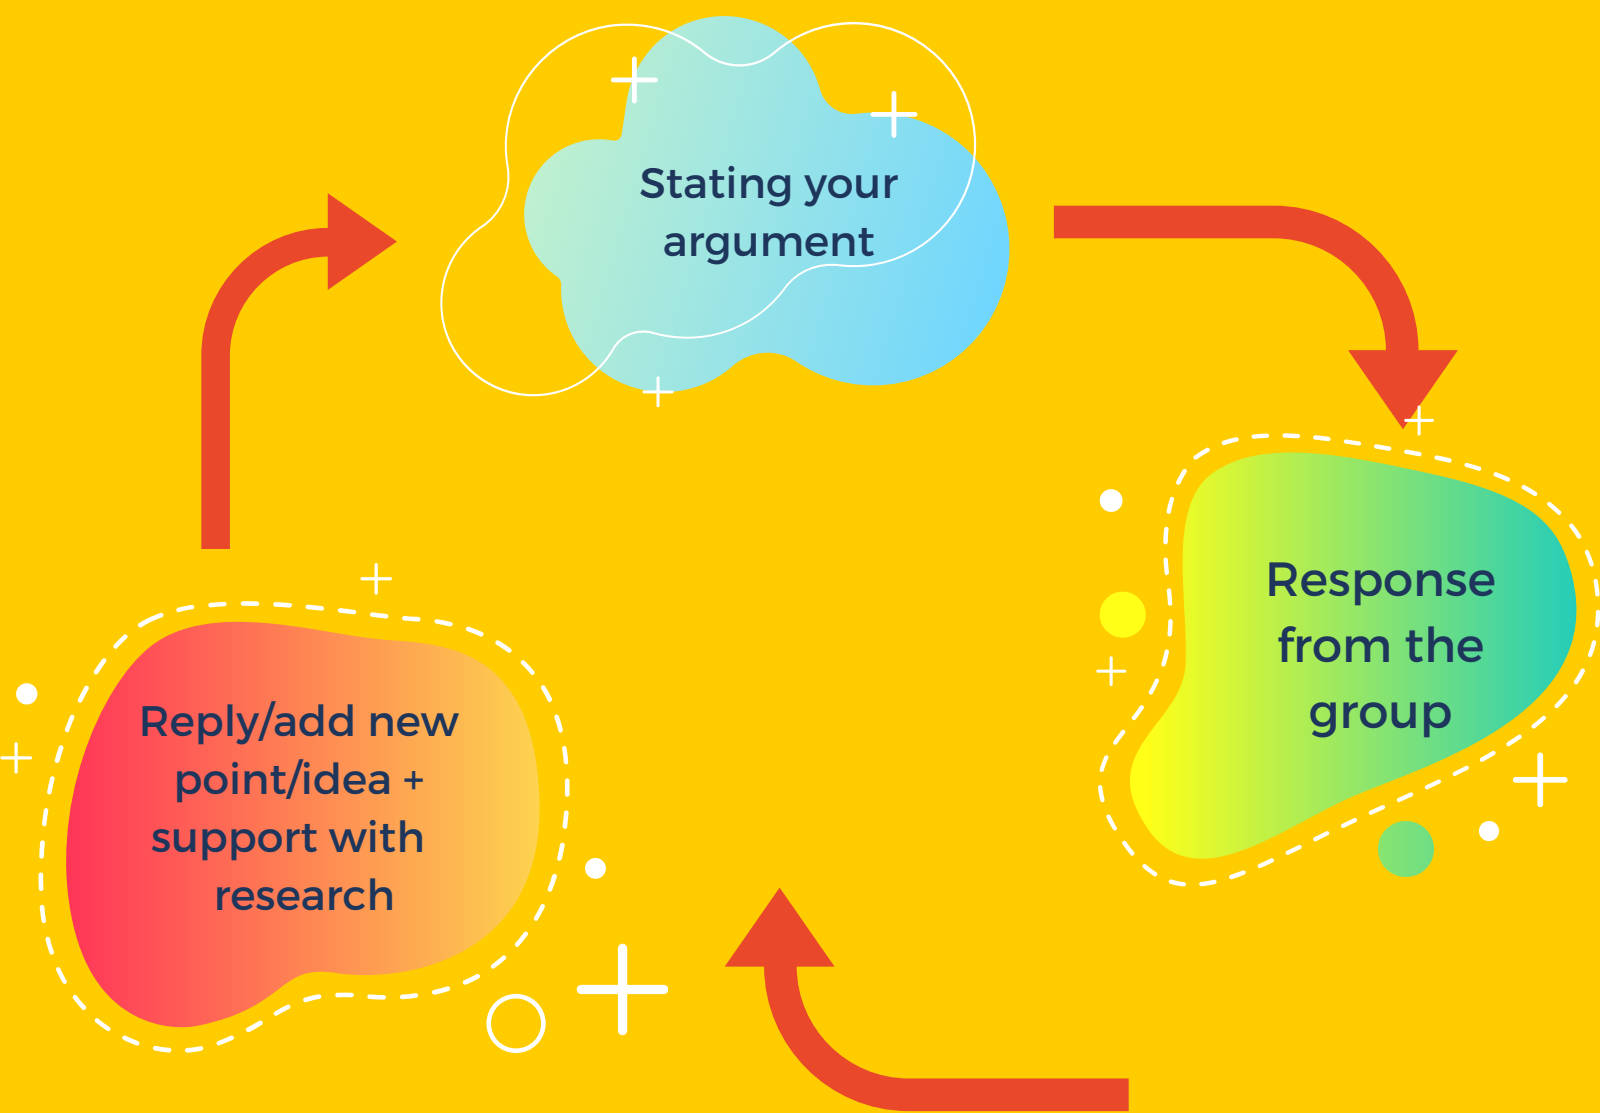 Stating your
argument
Response
from the
group
Reply/add new
point/idea +
support with
research